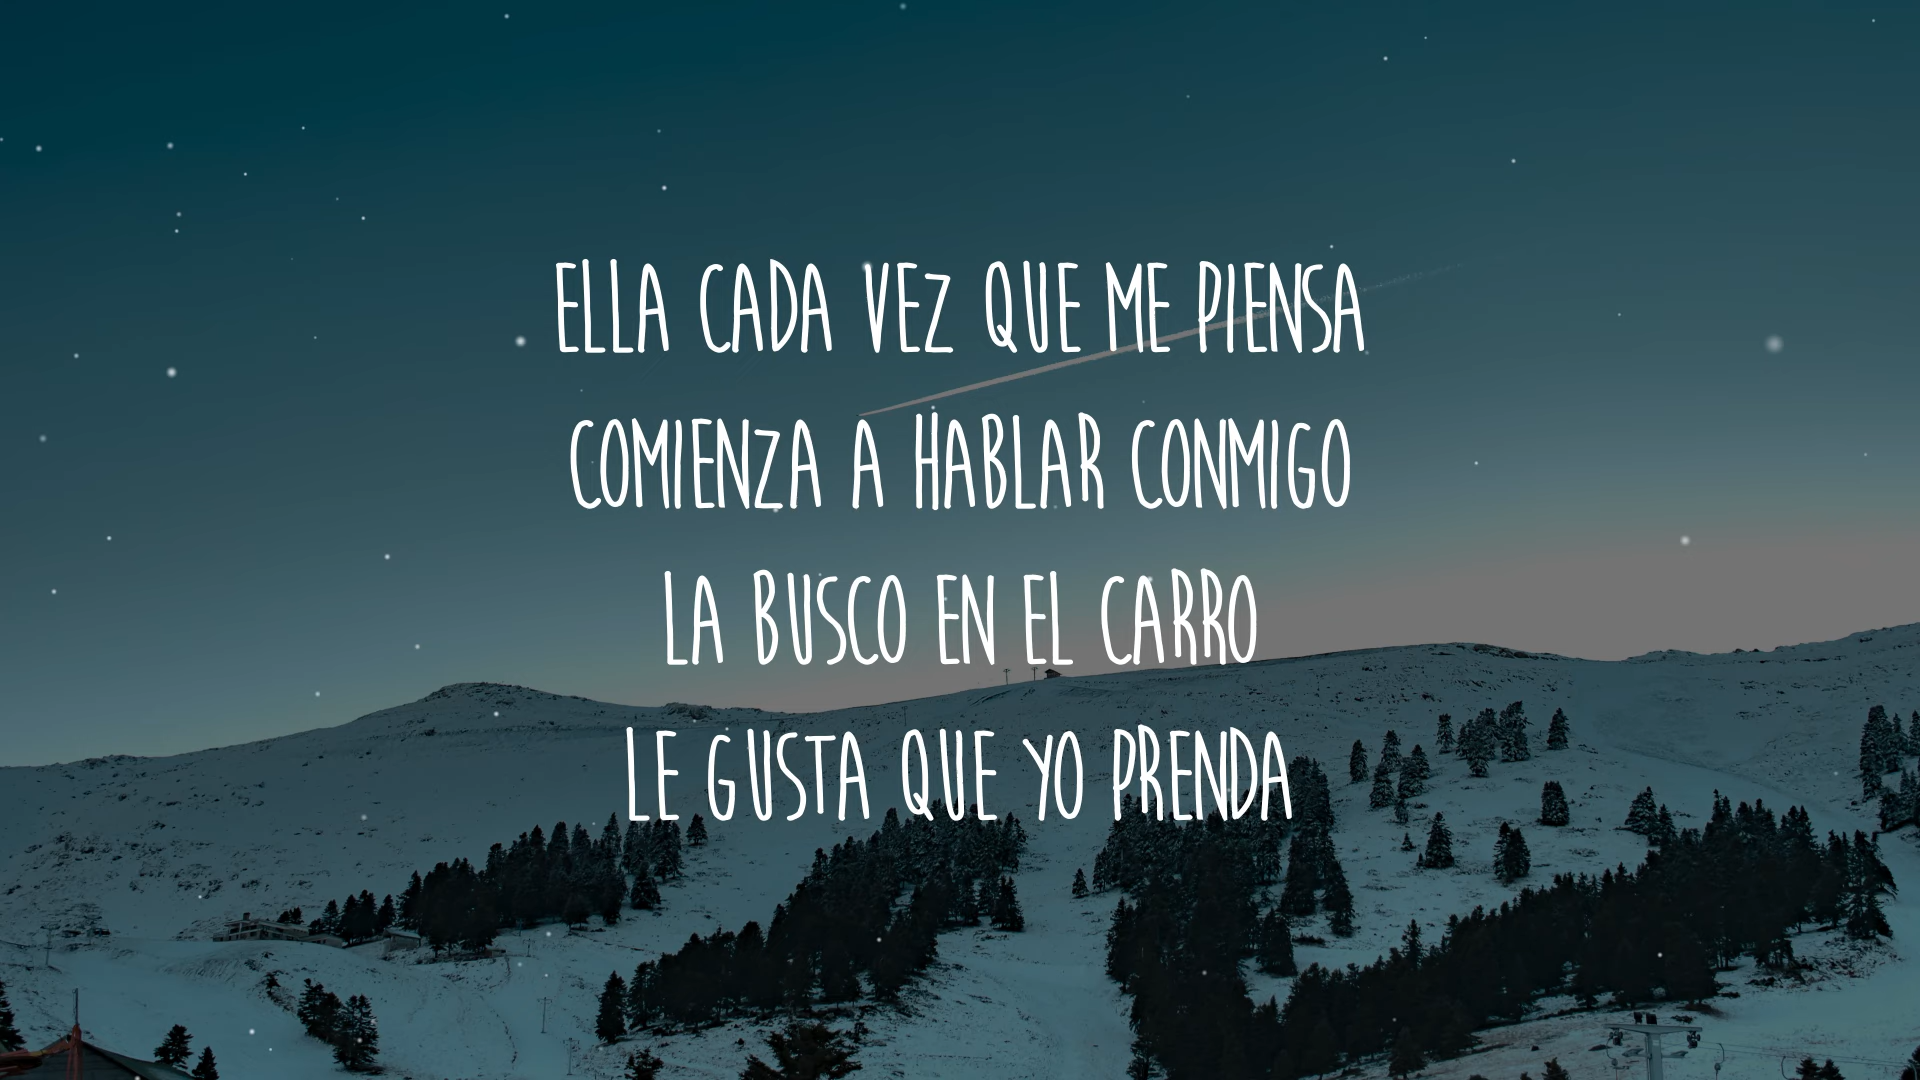 ELLA CADA VEZ QUE ME PIENSA
COMIENZA A HABLAR CONMIGO
LA BUSCO EN EL CARRO
LE GUSTA QUE YO PRENDA